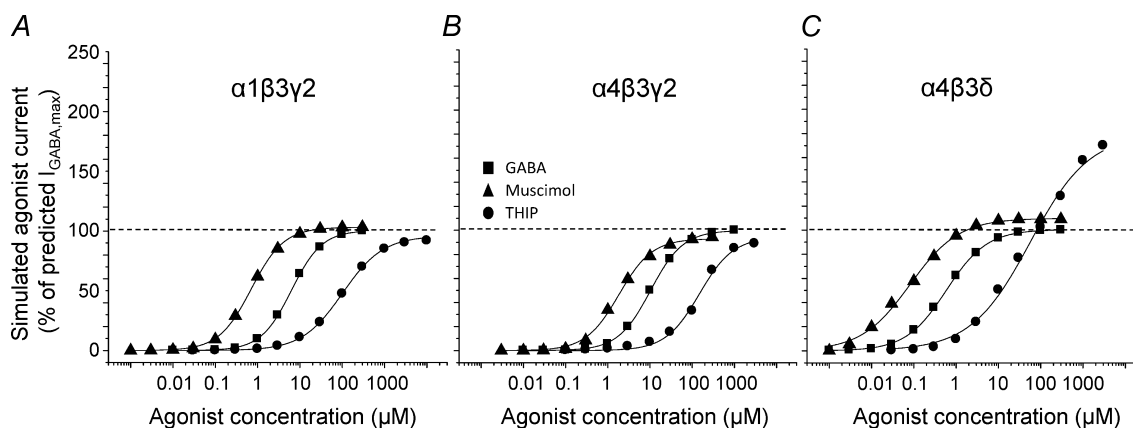 A
B
C
Simulated agonist current
(% of predicted I_GABA,max)
250
200
150
100
50
0
α1β3γ2
α4β3γ2
α4β3δ
GABA
Muscimol
THIP
0.01 0.1 1 10 100 1000
0.01 0.1 1 10 100 1000
0.01 0.1 1 10 100 1000
Agonist concentration (µM)
Agonist concentration (µM)
Agonist concentration (µM)